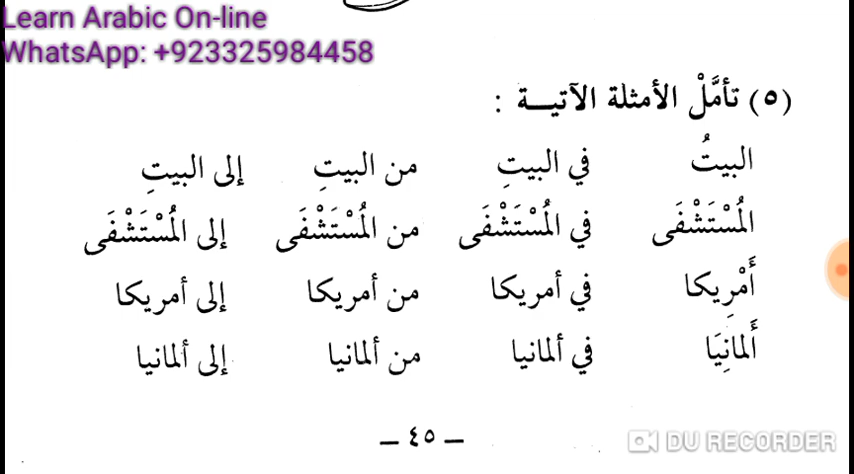 Learn Arabic On-line
WhatsApp: +923325984458
(٥) تأمَّلْ الأمثلة الآتيـــة :
البيتُ في البيتِ من البيتِ إلى البيتِ
المُسْتَشْفَى في المُسْتَشْفَى من المُسْتَشْفَى إلى المُسْتَشْفَى
أَمْرِيكا في أمريكا من أمريكا إلى أمريكا
أَلمانِيَا في ألمانيا من ألمانيا إلى ألمانيا
– ٤٥ –
DU RECORDER